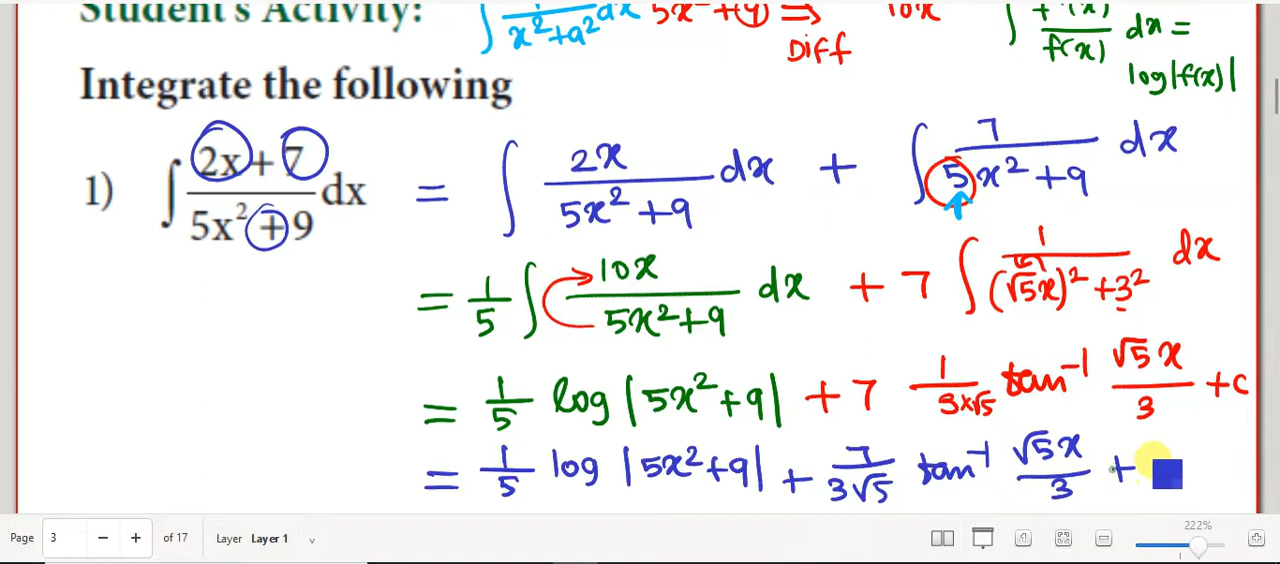 Student's Activity: ∫ 1/(x²+a²) dx 5x²+9 ⇒ 10x ∫ f'(x)/f(x) dx =
Diff log|f(x)|
Integrate the following
1) ∫ (2x + 7)/(5x² + 9) dx = ∫ 2x/(5x²+9) dx + ∫ 7/(5x²+9) dx
= 1/5 ∫ 10x/(5x²+9) dx + 7 ∫ 1/((√5x)²+3²) dx
= 1/5 log |5x²+9| + 7 1/(3×√5) tan⁻¹ √5x/3 + c
= 1/5 log |5x²+9| + 7/(3√5) tan⁻¹ √5x/3 +
Page 3 − + of 17 Layer Layer 1 222%